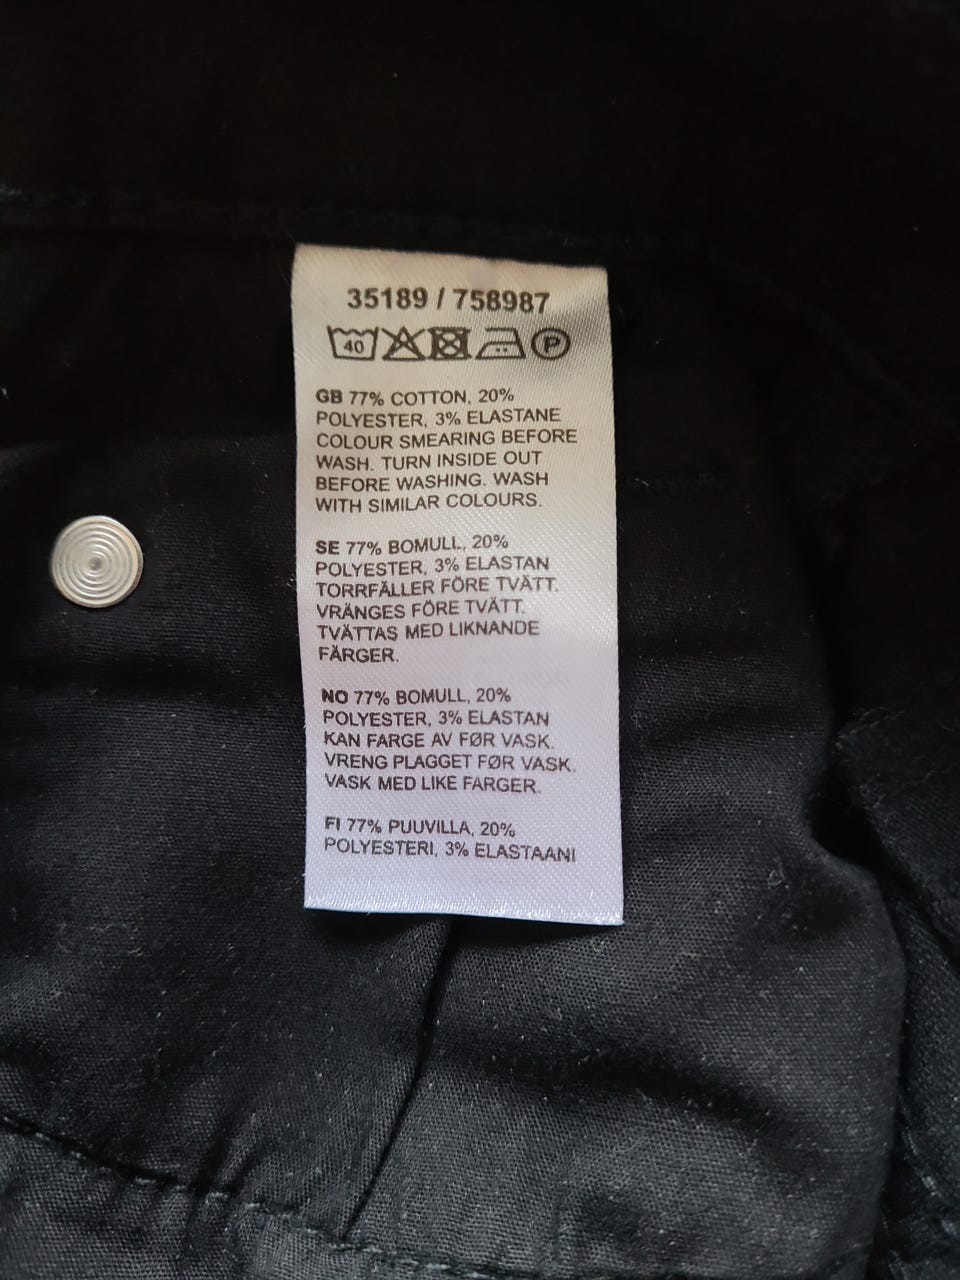 35189 / 758987
40 P
GB 77% COTTON, 20%
POLYESTER, 3% ELASTANE
COLOUR SMEARING BEFORE
WASH. TURN INSIDE OUT
BEFORE WASHING. WASH
WITH SIMILAR COLOURS.
SE 77% BOMULL, 20%
POLYESTER, 3% ELASTAN
TORRFÄLLER FÖRE TVÄTT.
VRÄNGES FÖRE TVÄTT.
TVÄTTAS MED LIKNANDE
FÄRGER.
NO 77% BOMULL, 20%
POLYESTER, 3% ELASTAN
KAN FARGE AV FØR VASK.
VRENG PLAGGET FØR VASK.
VASK MED LIKE FARGER.
FI 77% PUUVILLA, 20%
POLYESTERI, 3% ELASTAANI